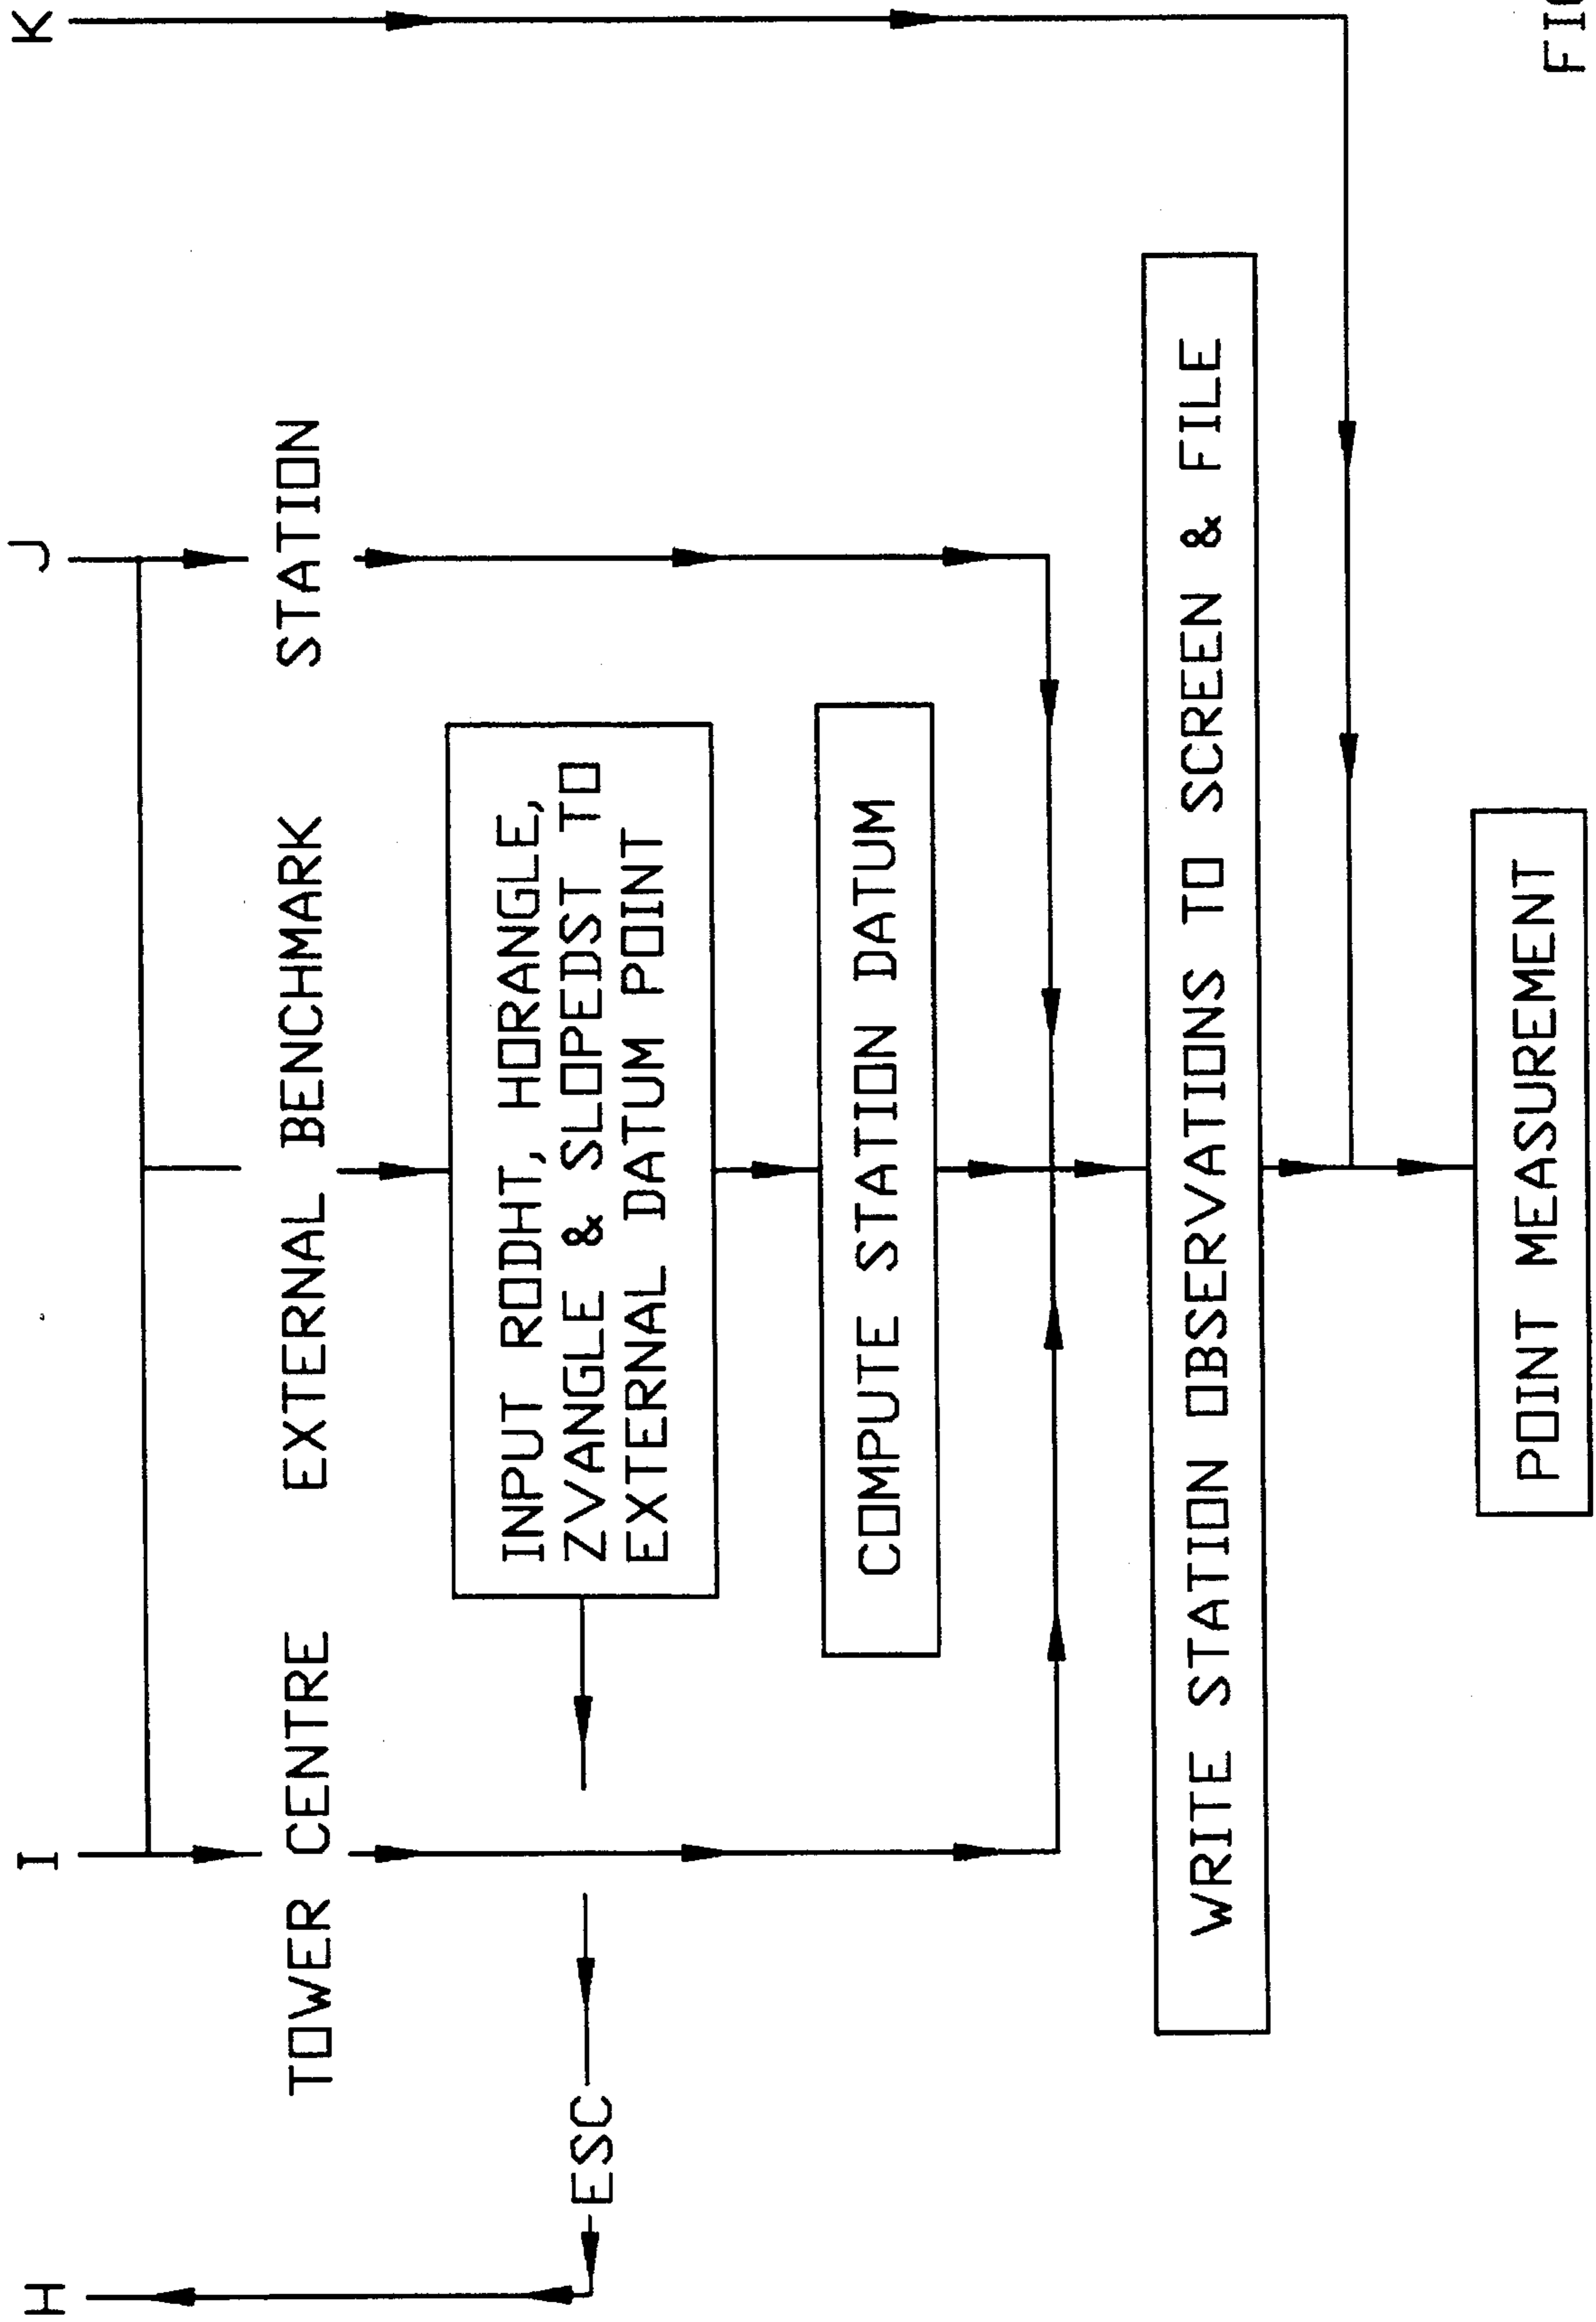 H
I
J
K
TOWER CENTRE
EXTERNAL BENCHMARK
STATION
INPUT RODHT, HORANGLE,
ZVANGLE & SLOPEDST TO
EXTERNAL DATUM POINT
ESC
COMPUTE STATION DATUM
WRITE STATION OBSERVATIONS TO SCREEN & FILE
POINT MEASUREMENT